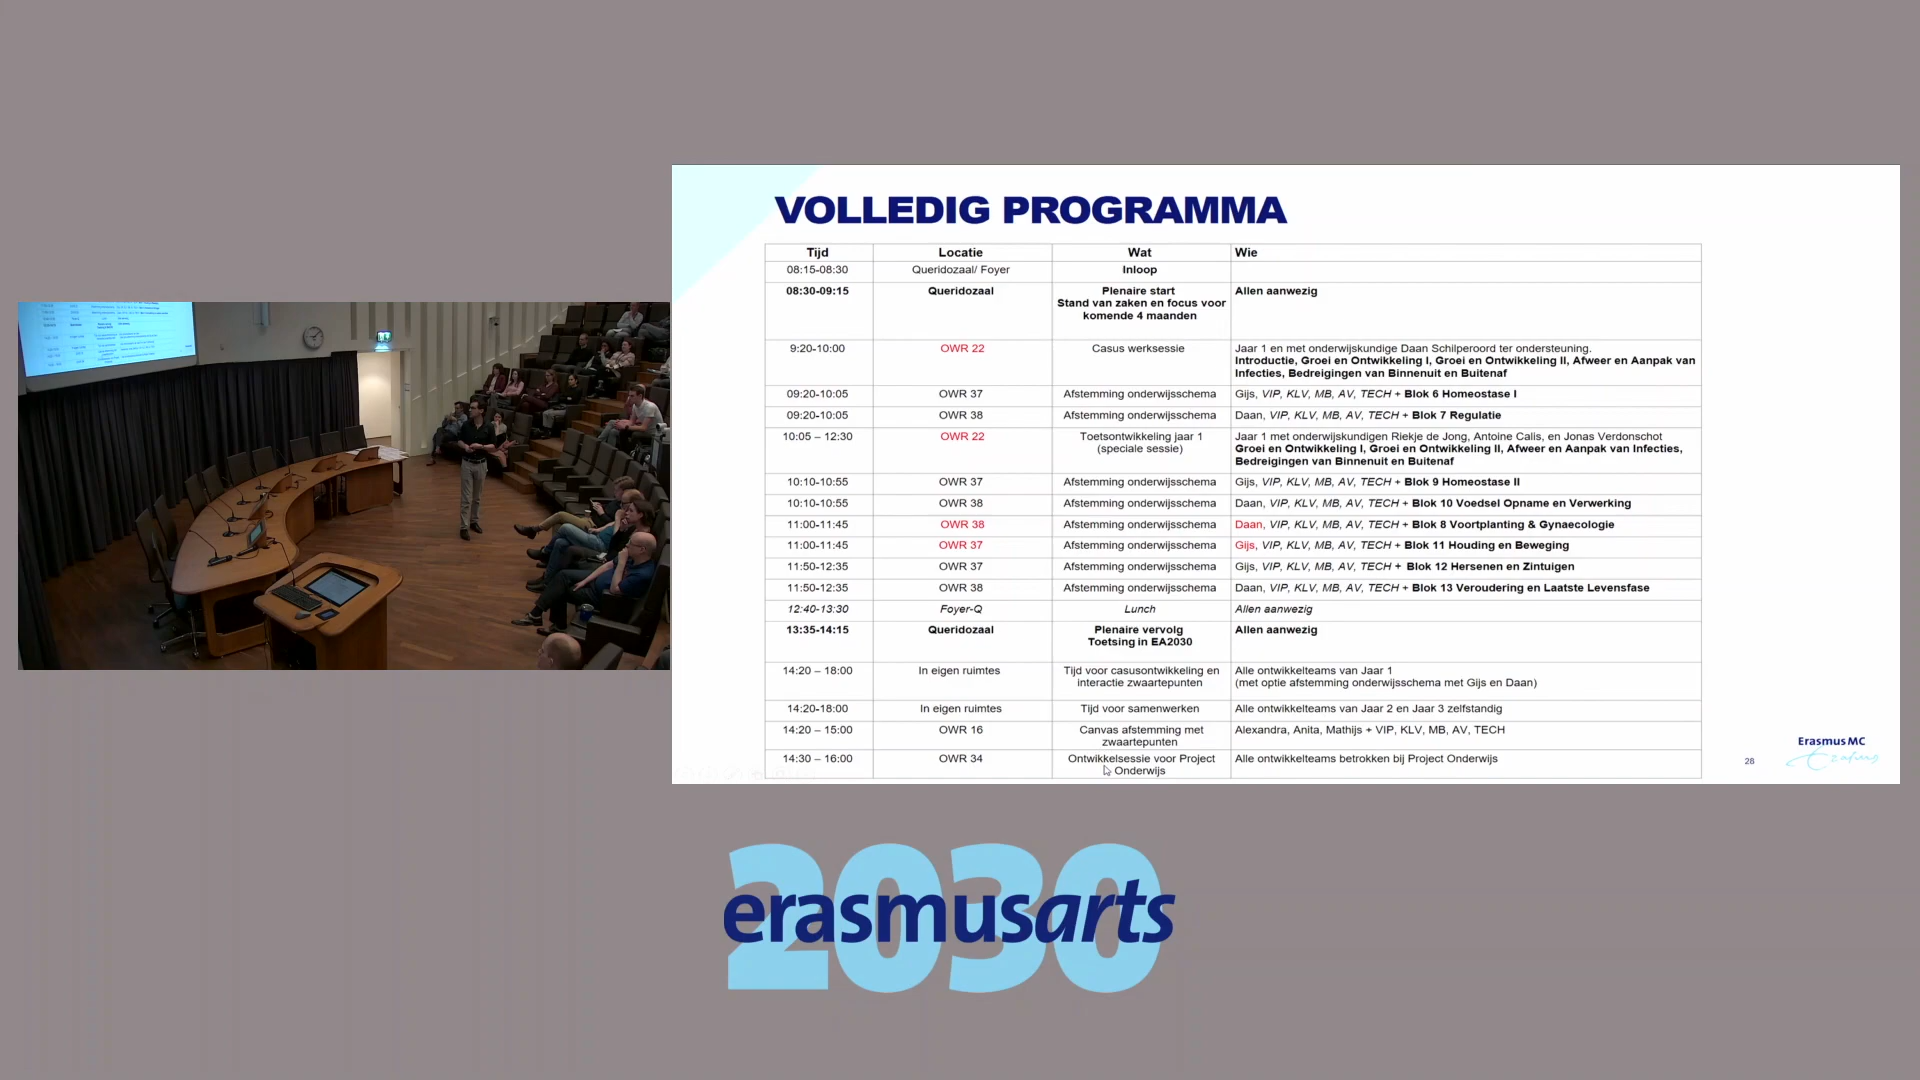 VOLLEDIG PROGRAMMA
Tijd Locatie Wat Wie
08:15-08:30 Queridozaal/ Foyer Inloop
08:30-09:15 Queridozaal Plenaire start Allen aanwezig
Stand van zaken en focus voor
komende 4 maanden
9:20-10:00 OWR 22 Casus werksessie Jaar 1 en met onderwijskundige Daan Schilperoord ter ondersteuning.
Introductie, Groei en Ontwikkeling I, Groei en Ontwikkeling II, Afweer en Aanpak van
Infecties, Bedreigingen van Binnenuit en Buitenaf
09:20-10:05 OWR 37 Afstemming onderwijsschema Gijs, VIP, KLV, MB, AV, TECH + Blok 6 Homeostase I
09:20-10:05 OWR 38 Afstemming onderwijsschema Daan, VIP, KLV, MB, AV, TECH + Blok 7 Regulatie
10:05 – 12:30 OWR 22 Toetsontwikkeling jaar 1 Jaar 1 met onderwijskundigen Riekje de Jong, Antoine Calis, en Jonas Verdonschot
(speciale sessie) Groei en Ontwikkeling I, Groei en Ontwikkeling II, Afweer en Aanpak van Infecties,
Bedreigingen van Binnenuit en Buitenaf
10:10-10:55 OWR 37 Afstemming onderwijsschema Gijs, VIP, KLV, MB, AV, TECH + Blok 9 Homeostase II
10:10-10:55 OWR 38 Afstemming onderwijsschema Daan, VIP, KLV, MB, AV, TECH + Blok 10 Voedsel Opname en Verwerking
11:00-11:45 OWR 38 Afstemming onderwijsschema Daan, VIP, KLV, MB, AV, TECH + Blok 8 Voortplanting & Gynaecologie
11:00-11:45 OWR 37 Afstemming onderwijsschema Gijs, VIP, KLV, MB, AV, TECH + Blok 11 Houding en Beweging
11:50-12:35 OWR 37 Afstemming onderwijsschema Gijs, VIP, KLV, MB, AV, TECH + Blok 12 Hersenen en Zintuigen
11:50-12:35 OWR 38 Afstemming onderwijsschema Daan, VIP, KLV, MB, AV, TECH + Blok 13 Veroudering en Laatste Levensfase
12:40-13:30 Foyer-Q Lunch Allen aanwezig
13:35-14:15 Queridozaal Plenaire vervolg Allen aanwezig
Toetsing in EA2030
14:20 – 18:00 In eigen ruimtes Tijd voor casusontwikkeling en Alle ontwikkelteams van Jaar 1
interactie zwaartepunten (met optie afstemming onderwijsschema met Gijs en Daan)
14:20-18:00 In eigen ruimtes Tijd voor samenwerken Alle ontwikkelteams van Jaar 2 en Jaar 3 zelfstandig
14:20 – 15:00 OWR 16 Canvas afstemming met Alexandra, Anita, Mathijs + VIP, KLV, MB, AV, TECH
zwaartepunten
14:30 – 16:00 OWR 34 Ontwikkelsessie voor Project Alle ontwikkelteams betrokken bij Project Onderwijs
Onderwijs
28
Erasmus MC
2030
erasmusarts